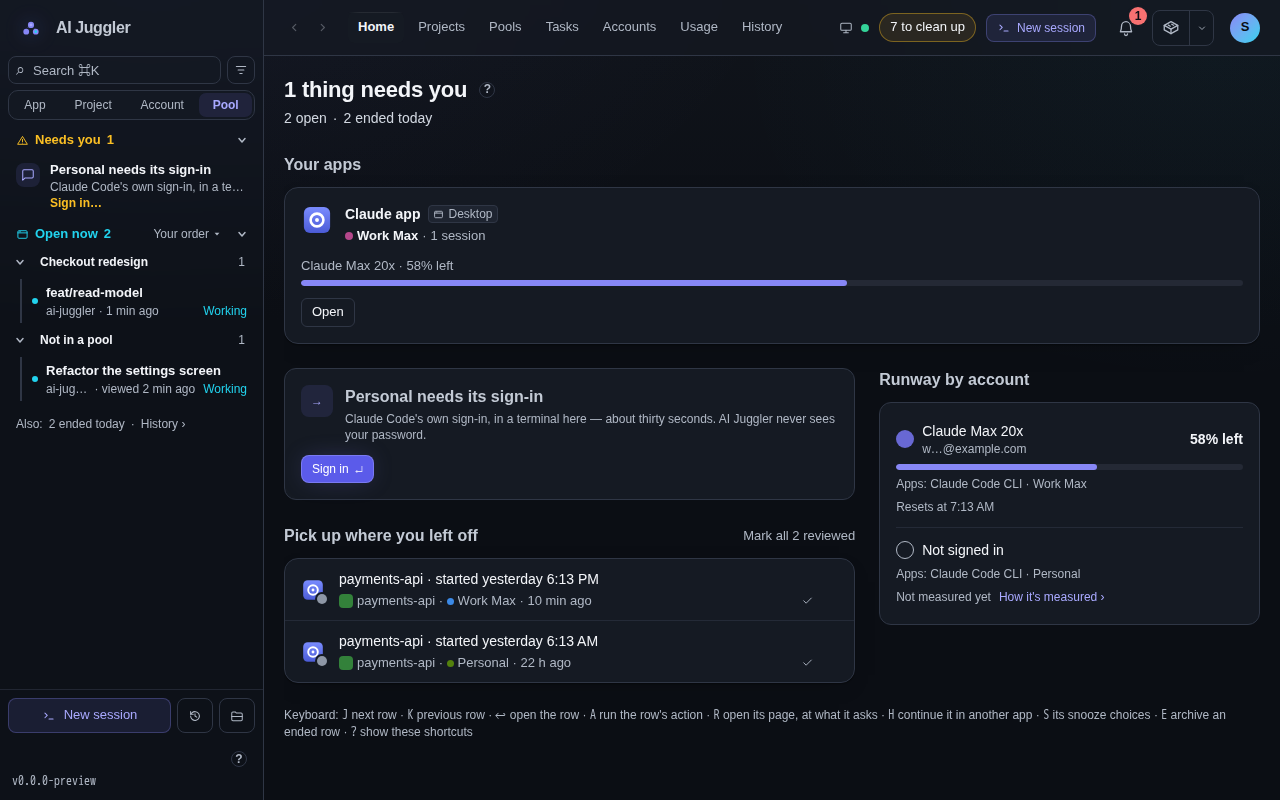 AI Juggler
Search ⌘K
App Project Account Pool
Needs you 1
Personal needs its sign-in
Claude Code's own sign-in, in a te…
Sign in…
Open now 2 Your order
Checkout redesign 1
feat/read-model
ai-juggler · 1 min ago Working
Not in a pool 1
Refactor the settings screen
ai-jug… · viewed 2 min ago Working
Also: 2 ended today · History ›
New session
?
v0.0.0-preview
Home Projects Pools Tasks Accounts Usage History
7 to clean up
New session
1
S
1 thing needs you ?
2 open · 2 ended today
Your apps
Claude app Desktop
Work Max · 1 session
Claude Max 20x · 58% left
Open
→
Personal needs its sign-in
Claude Code's own sign-in, in a terminal here — about thirty seconds. AI Juggler never sees
your password.
Sign in ↵
Pick up where you left off Mark all 2 reviewed
payments-api · started yesterday 6:13 PM
payments-api · Work Max · 10 min ago
payments-api · started yesterday 6:13 AM
payments-api · Personal · 22 h ago
Runway by account
Claude Max 20x 58% left
w…@example.com
Apps: Claude Code CLI · Work Max
Resets at 7:13 AM
Not signed in
Apps: Claude Code CLI · Personal
Not measured yet How it's measured ›
Keyboard: J next row · K previous row · ↩ open the row · A run the row's action · R open its page, at what it asks · H continue it in another app · S its snooze choices · E archive an
ended row · ? show these shortcuts